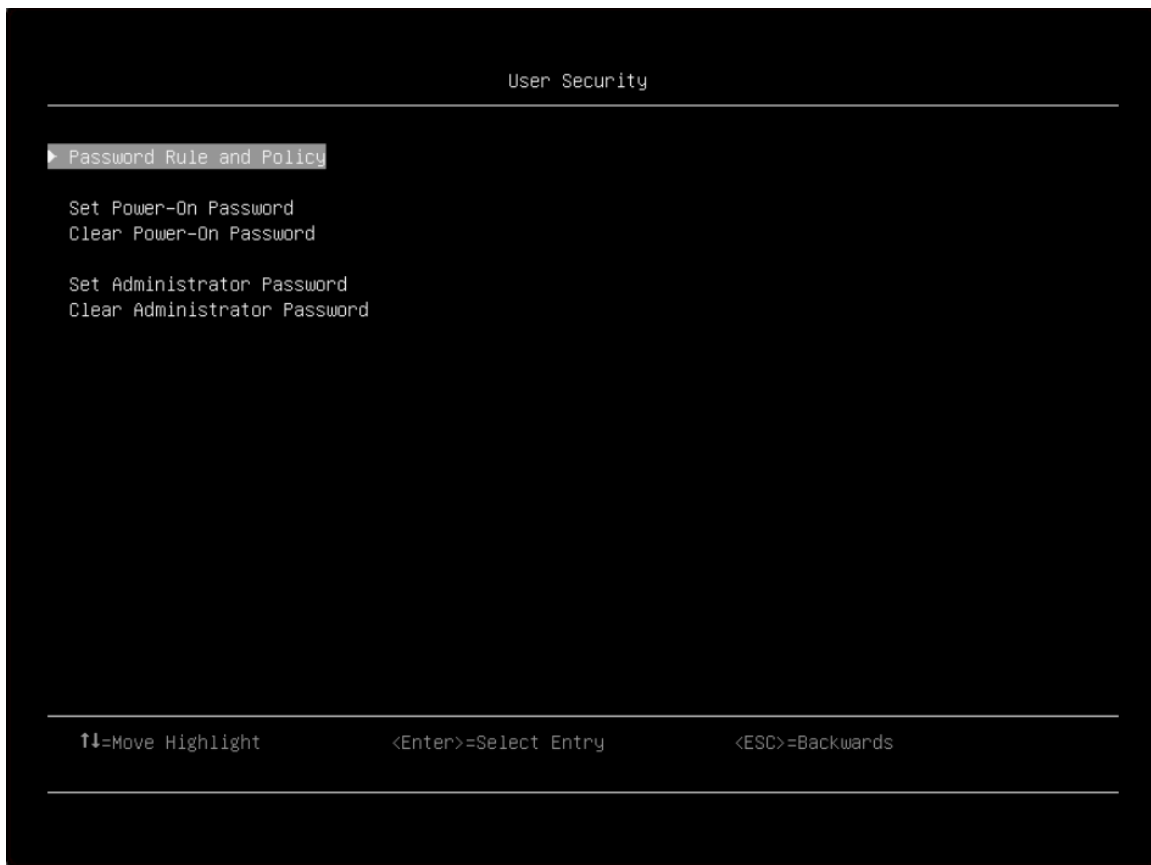 User Security
Password Rule and Policy
Set Power-On Password
Clear Power-On Password
Set Administrator Password
Clear Administrator Password
↑↓=Move Highlight <Enter>=Select Entry <ESC>=Backwards